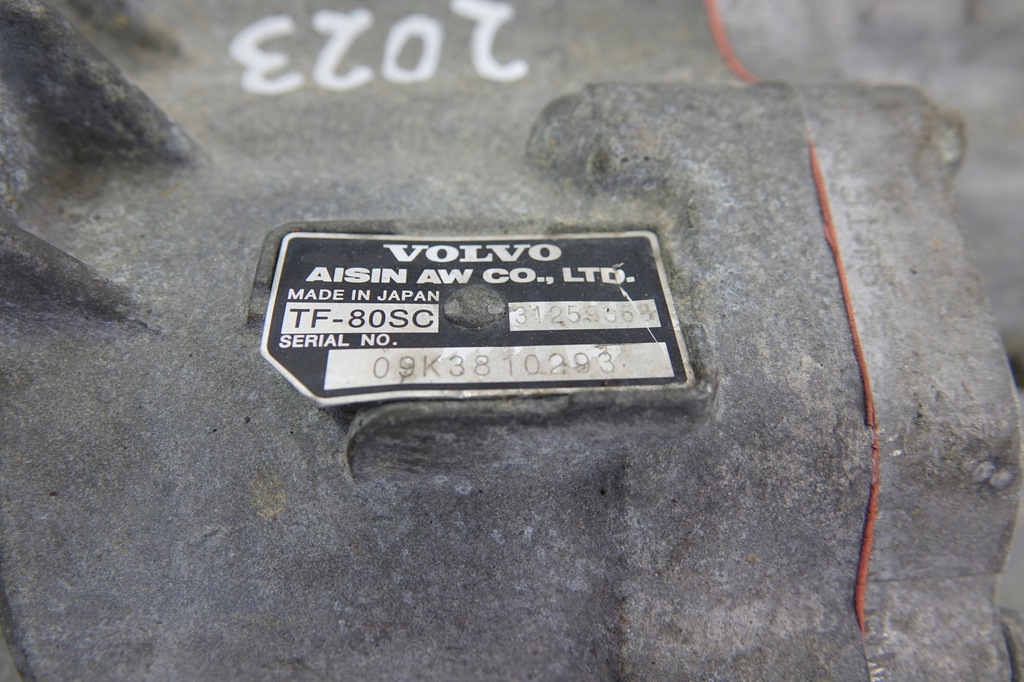 2023
VOLVO
AISIN AW CO., LTD.
MADE IN JAPAN
TF-80SC
SERIAL NO.
09K3810293